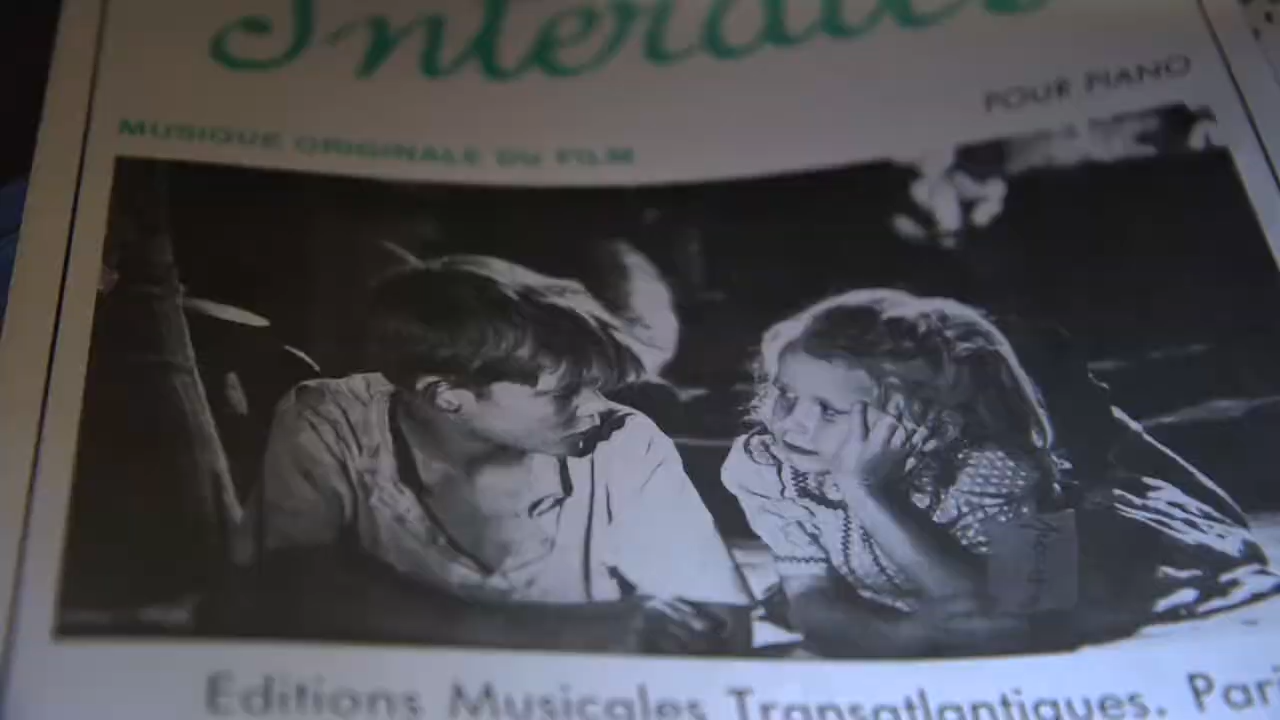 Interdits
POUR PIANO
MUSIQUE ORIGINALE DU FILM
Editions Musicales Transatlantiques. Pari